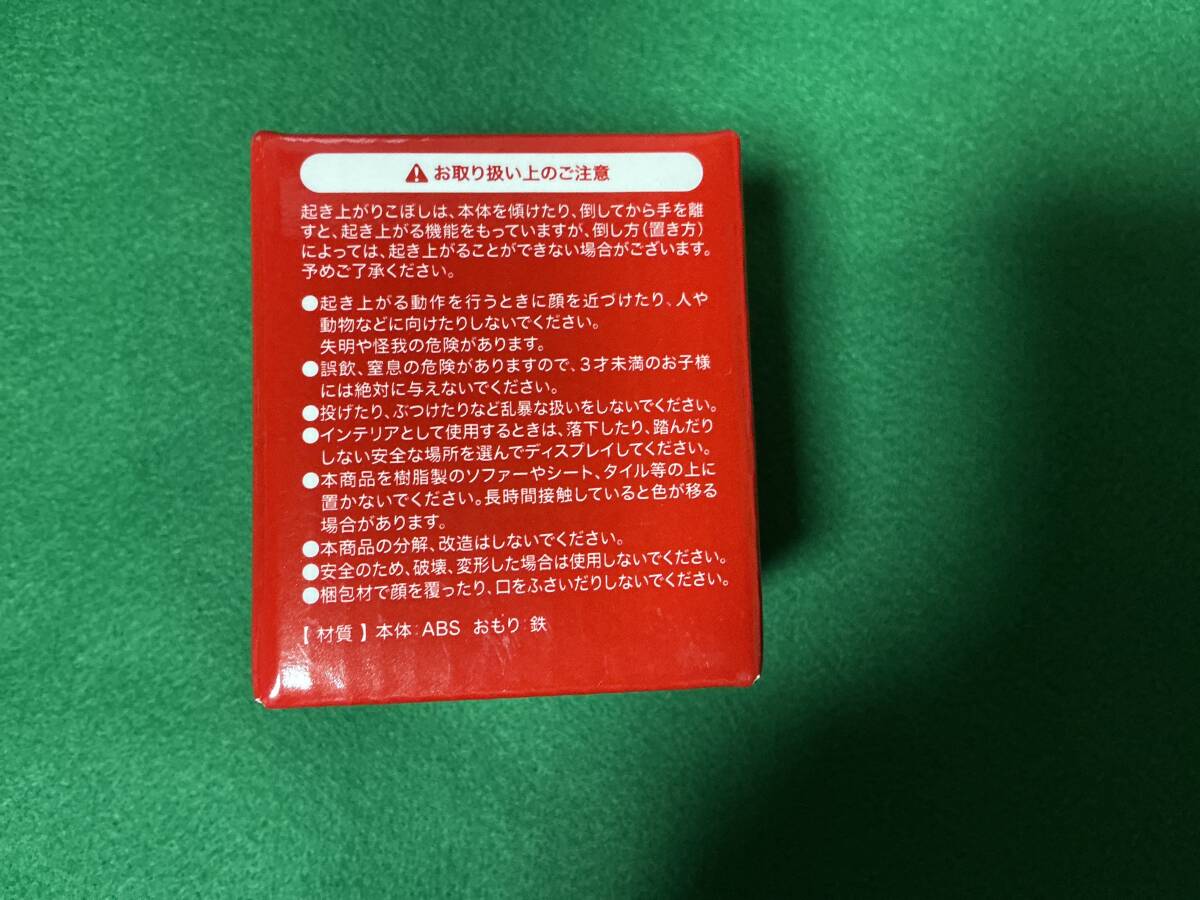 ⚠お取り扱い上のご注意
起き上がりこぼしは、本体を傾けたり、倒してから手を離
すと、起き上がる機能をもっていますが、倒し方(置き方)
によっては、起き上がることができない場合がございます。
予めご了承ください。
●起き上がる動作を行うときに顔を近づけたり、人や
動物などに向けたりしないでください。
失明や怪我の危険があります。
●誤飲、窒息の危険がありますので、3才未満のお子様
には絶対に与えないでください。
●投げたり、ぶつけたりなど乱暴な扱いをしないでください。
●インテリアとして使用するときは、落下したり、踏んだり
しない安全な場所を選んでディスプレイしてください。
●本商品を樹脂製のソファーやシート、タイル等の上に
置かないでください。長時間接触していると色が移る
場合があります。
●本商品の分解、改造はしないでください。
●安全のため、破壊、変形した場合は使用しないでください。
●梱包材で顔を覆ったり、口をふさいだりしないでください。
【材質】本体:ABS おもり:鉄